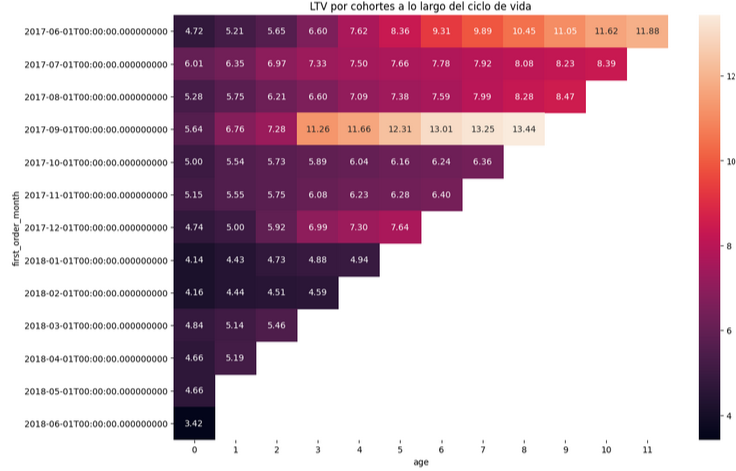 LTV por cohortes a lo largo del ciclo de vida
first_order_month
2017-06-01T00:00:00.000000000 4.72 5.21 5.65 6.60 7.62 8.36 9.31 9.89 10.45 11.05 11.62 11.88
2017-07-01T00:00:00.000000000 6.01 6.35 6.97 7.33 7.50 7.66 7.78 7.92 8.08 8.23 8.39
2017-08-01T00:00:00.000000000 5.28 5.75 6.21 6.60 7.09 7.38 7.59 7.99 8.28 8.47
2017-09-01T00:00:00.000000000 5.64 6.76 7.28 11.26 11.66 12.31 13.01 13.25 13.44
2017-10-01T00:00:00.000000000 5.00 5.54 5.73 5.89 6.04 6.16 6.24 6.36
2017-11-01T00:00:00.000000000 5.15 5.55 5.75 6.08 6.23 6.28 6.40
2017-12-01T00:00:00.000000000 4.74 5.00 5.92 6.99 7.30 7.64
2018-01-01T00:00:00.000000000 4.14 4.43 4.73 4.88 4.94
2018-02-01T00:00:00.000000000 4.16 4.44 4.51 4.59
2018-03-01T00:00:00.000000000 4.84 5.14 5.46
2018-04-01T00:00:00.000000000 4.66 5.19
2018-05-01T00:00:00.000000000 4.66
2018-06-01T00:00:00.000000000 3.42
0 1 2 3 4 5 6 7 8 9 10 11
age
12
10
8
6
4